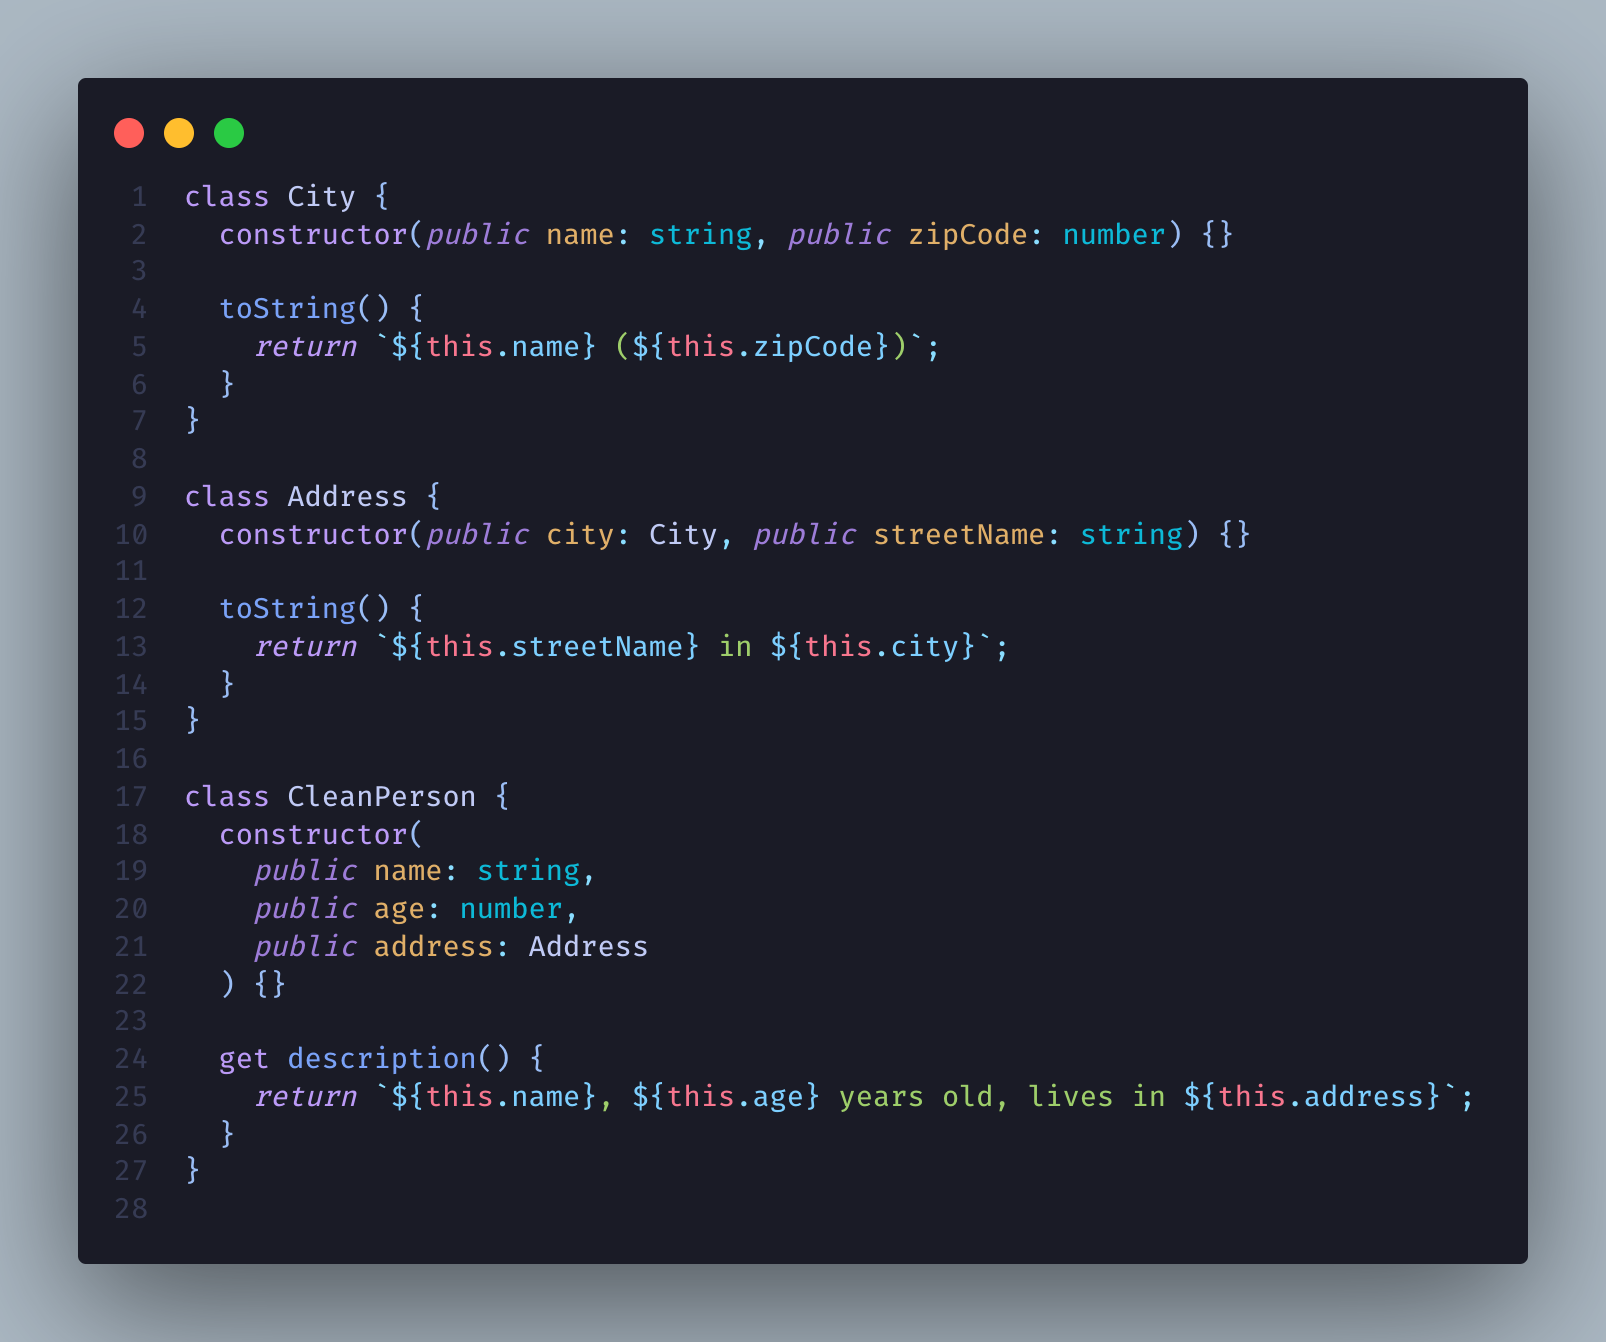 1 class City {
2   constructor(public name: string, public zipCode: number) {}
3
4   toString() {
5     return `${this.name} (${this.zipCode})`;
6   }
7 }
8
9 class Address {
10   constructor(public city: City, public streetName: string) {}
11
12   toString() {
13     return `${this.streetName} in ${this.city}`;
14   }
15 }
16
17 class CleanPerson {
18   constructor(
19     public name: string,
20     public age: number,
21     public address: Address
22   ) {}
23
24   get description() {
25     return `${this.name}, ${this.age} years old, lives in ${this.address}`;
26   }
27 }
28